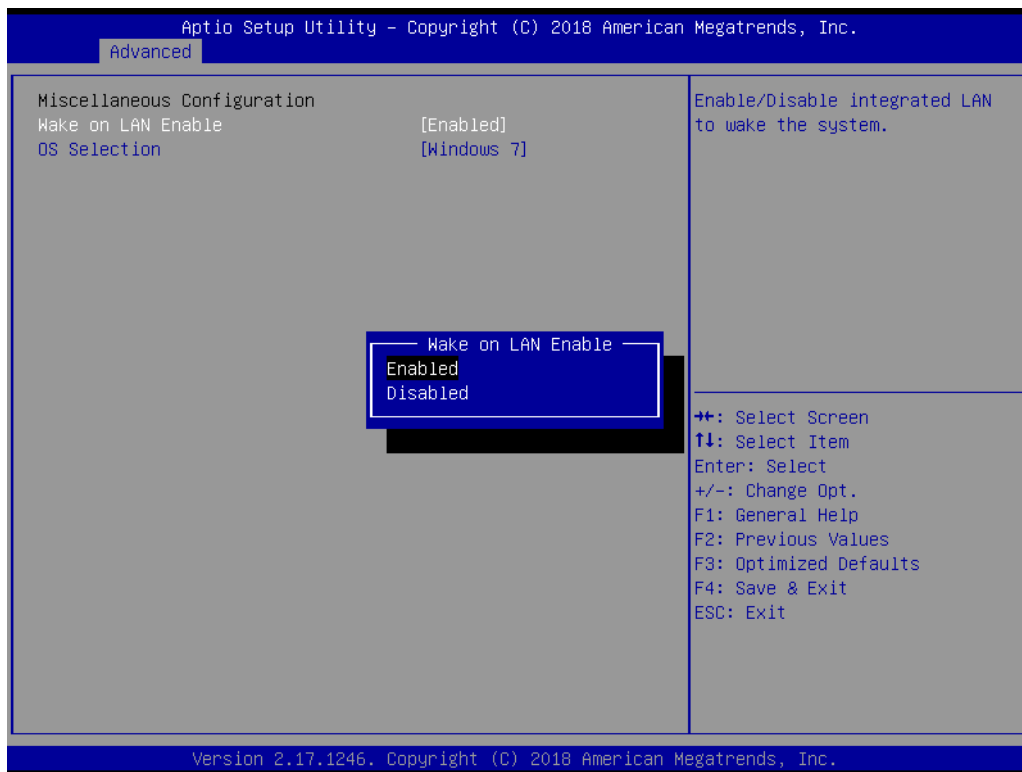 Aptio Setup Utility – Copyright (C) 2018 American Megatrends, Inc.
Advanced
Miscellaneous Configuration
Wake on LAN Enable [Enabled]
OS Selection [Windows 7]
Enable/Disable integrated LAN
to wake the system.
Wake on LAN Enable
Enabled
Disabled
→←: Select Screen
↑↓: Select Item
Enter: Select
+/-: Change Opt.
F1: General Help
F2: Previous Values
F3: Optimized Defaults
F4: Save & Exit
ESC: Exit
Version 2.17.1246. Copyright (C) 2018 American Megatrends, Inc.